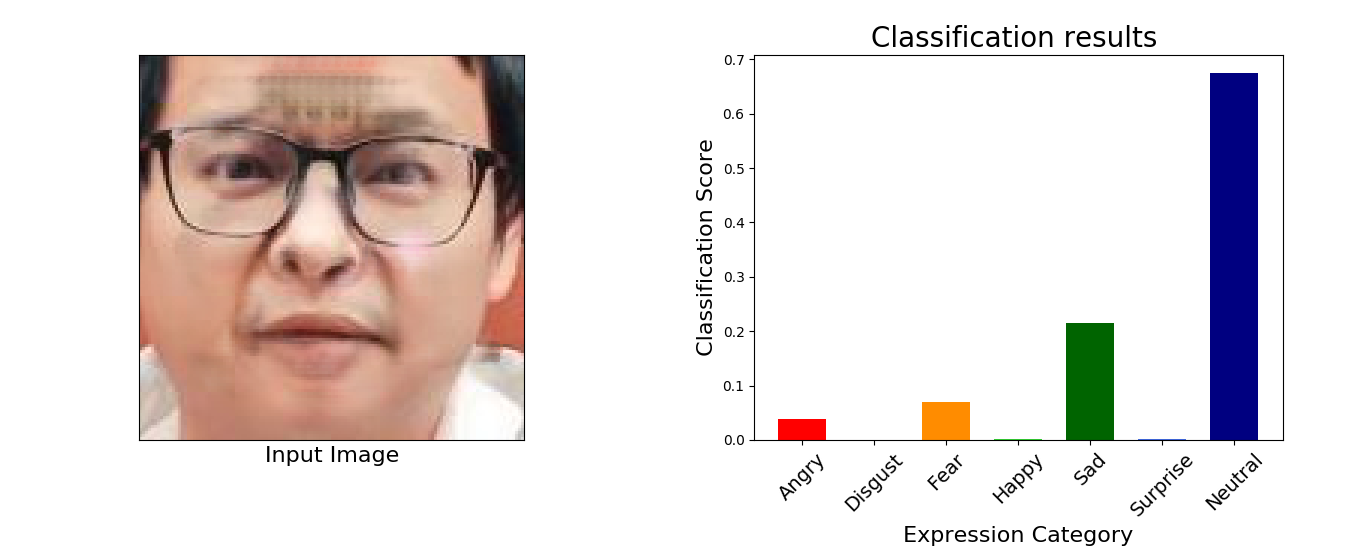 Input Image
Classification results
Classification Score
0.7
0.6
0.5
0.4
0.3
0.2
0.1
0.0
Angry
Disgust
Fear
Happy
Sad
Surprise
Neutral
Expression Category